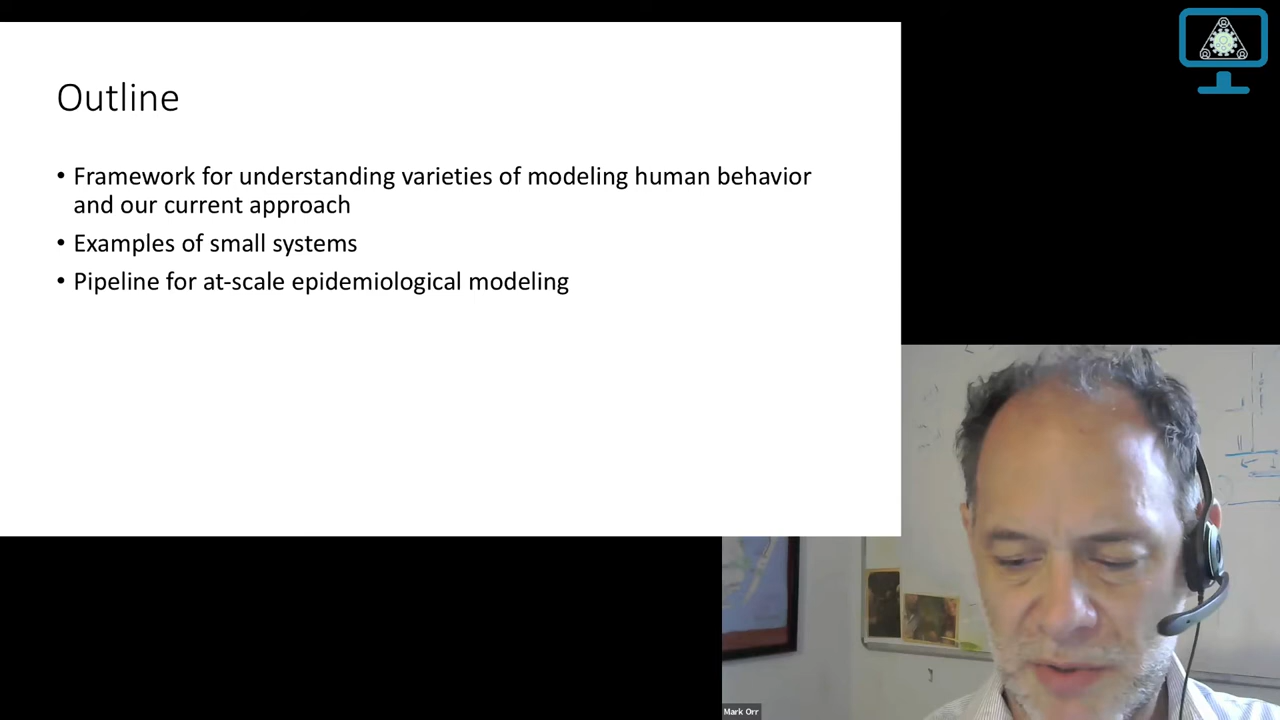 Outline
• Framework for understanding varieties of modeling human behavior
and our current approach
• Examples of small systems
• Pipeline for at-scale epidemiological modeling
Mark Orr